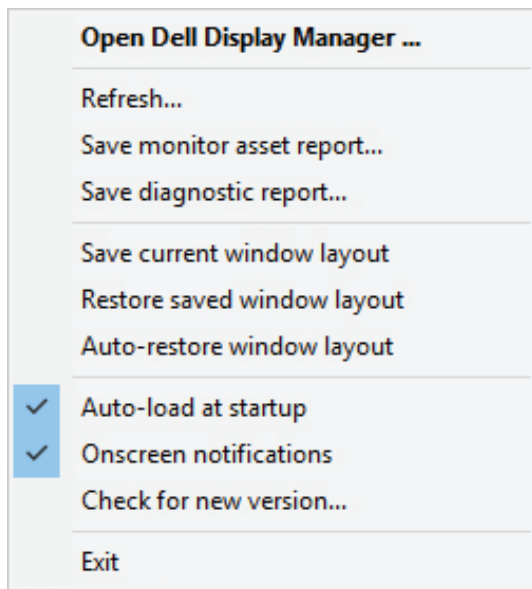 Open Dell Display Manager ...
Refresh...
Save monitor asset report...
Save diagnostic report...
Save current window layout
Restore saved window layout
Auto-restore window layout
Auto-load at startup
Onscreen notifications
Check for new version...
Exit